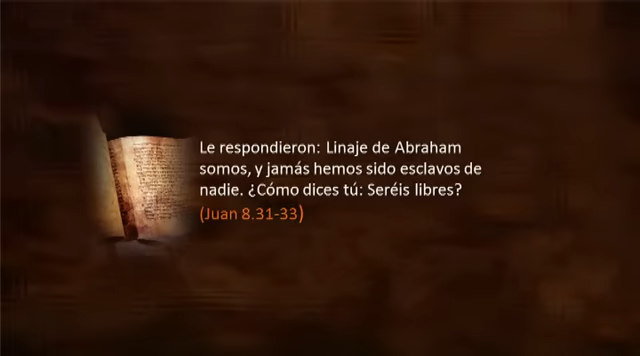 Le respondieron: Linaje de Abraham
somos, y jamás hemos sido esclavos de
nadie. ¿Cómo dices tú: Seréis libres?
(Juan 8.31-33)